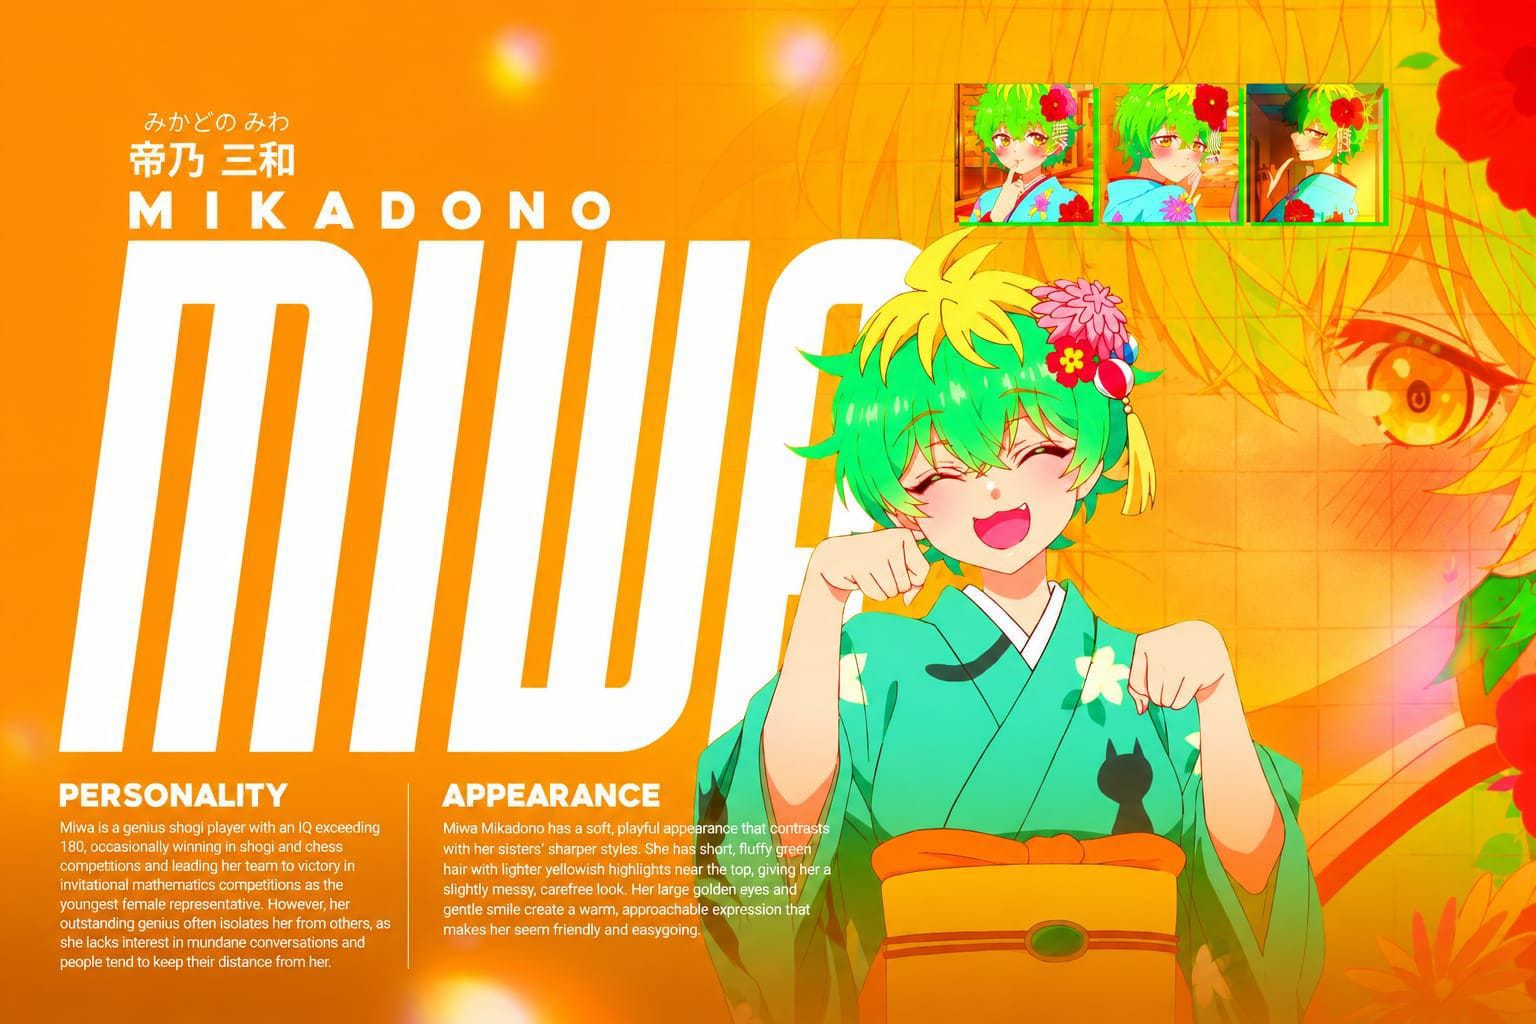 みかどの みわ
帝乃 三和
MIKADONO
MIWA
PERSONALITY
Miwa is a genius shogi player with an IQ exceeding
180, occasionally winning in shogi and chess
competitions and leading her team to victory in
invitational mathematics competitions as the
youngest female representative. However, her
outstanding genius often isolates her from others, as
she lacks interest in mundane conversations and
people tend to keep their distance from her.
APPEARANCE
Miwa Mikadono has a soft, playful appearance that contrasts
with her sisters' sharper styles. She has short, fluffy green
hair with lighter yellowish highlights near the top, giving her a
slightly messy, carefree look. Her large golden eyes and
gentle smile create a warm, approachable expression that
makes her seem friendly and easygoing.